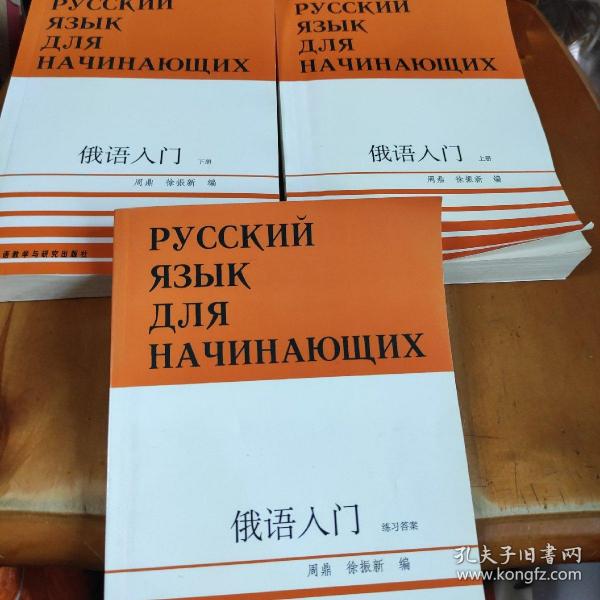 РУССКИЙ
ЯЗЫК
ДЛЯ
НАЧИНАЮЩИХ
俄语入门 下册
周鼎 徐振新 编
语教学与研究出版社
РУССКИЙ
ЯЗЫК
ДЛЯ
НАЧИНАЮЩИХ
俄语入门 上册
周鼎 徐振新 编
РУССКИЙ
ЯЗЫК
ДЛЯ
НАЧИНАЮЩИХ
俄语入门 练习答案
周鼎 徐振新 编
孔夫子旧书网
www.kongfz.com